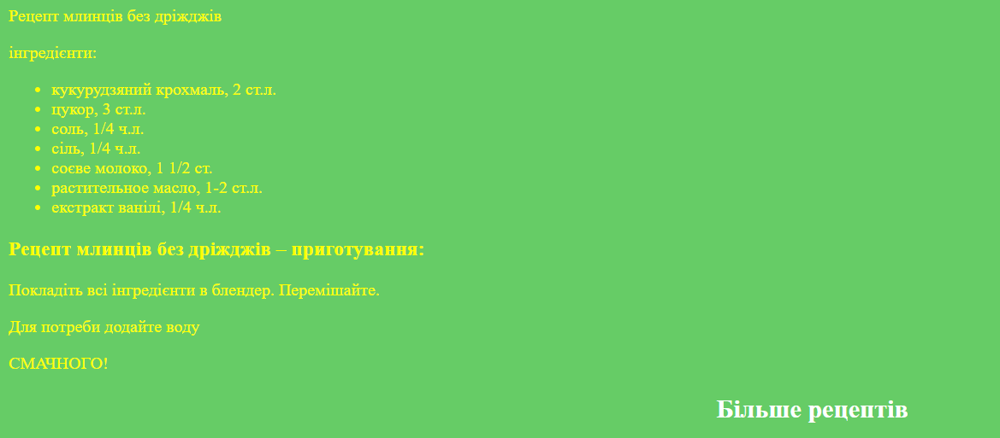 Рецепт млинців без дріжджів
інгредієнти:
кукурудзяний крохмаль, 2 ст.л.
цукор, 3 ст.л.
соль, 1/4 ч.л.
сіль, 1/4 ч.л.
соєве молоко, 1 1/2 ст.
растительное масло, 1-2 ст.л.
екстракт ванілі, 1/4 ч.л.
Рецепт млинців без дріжджів – приготування:
Покладіть всі інгредієнти в блендер. Перемішайте.
Для потреби додайте воду
СМАЧНОГО!
Більше рецептів